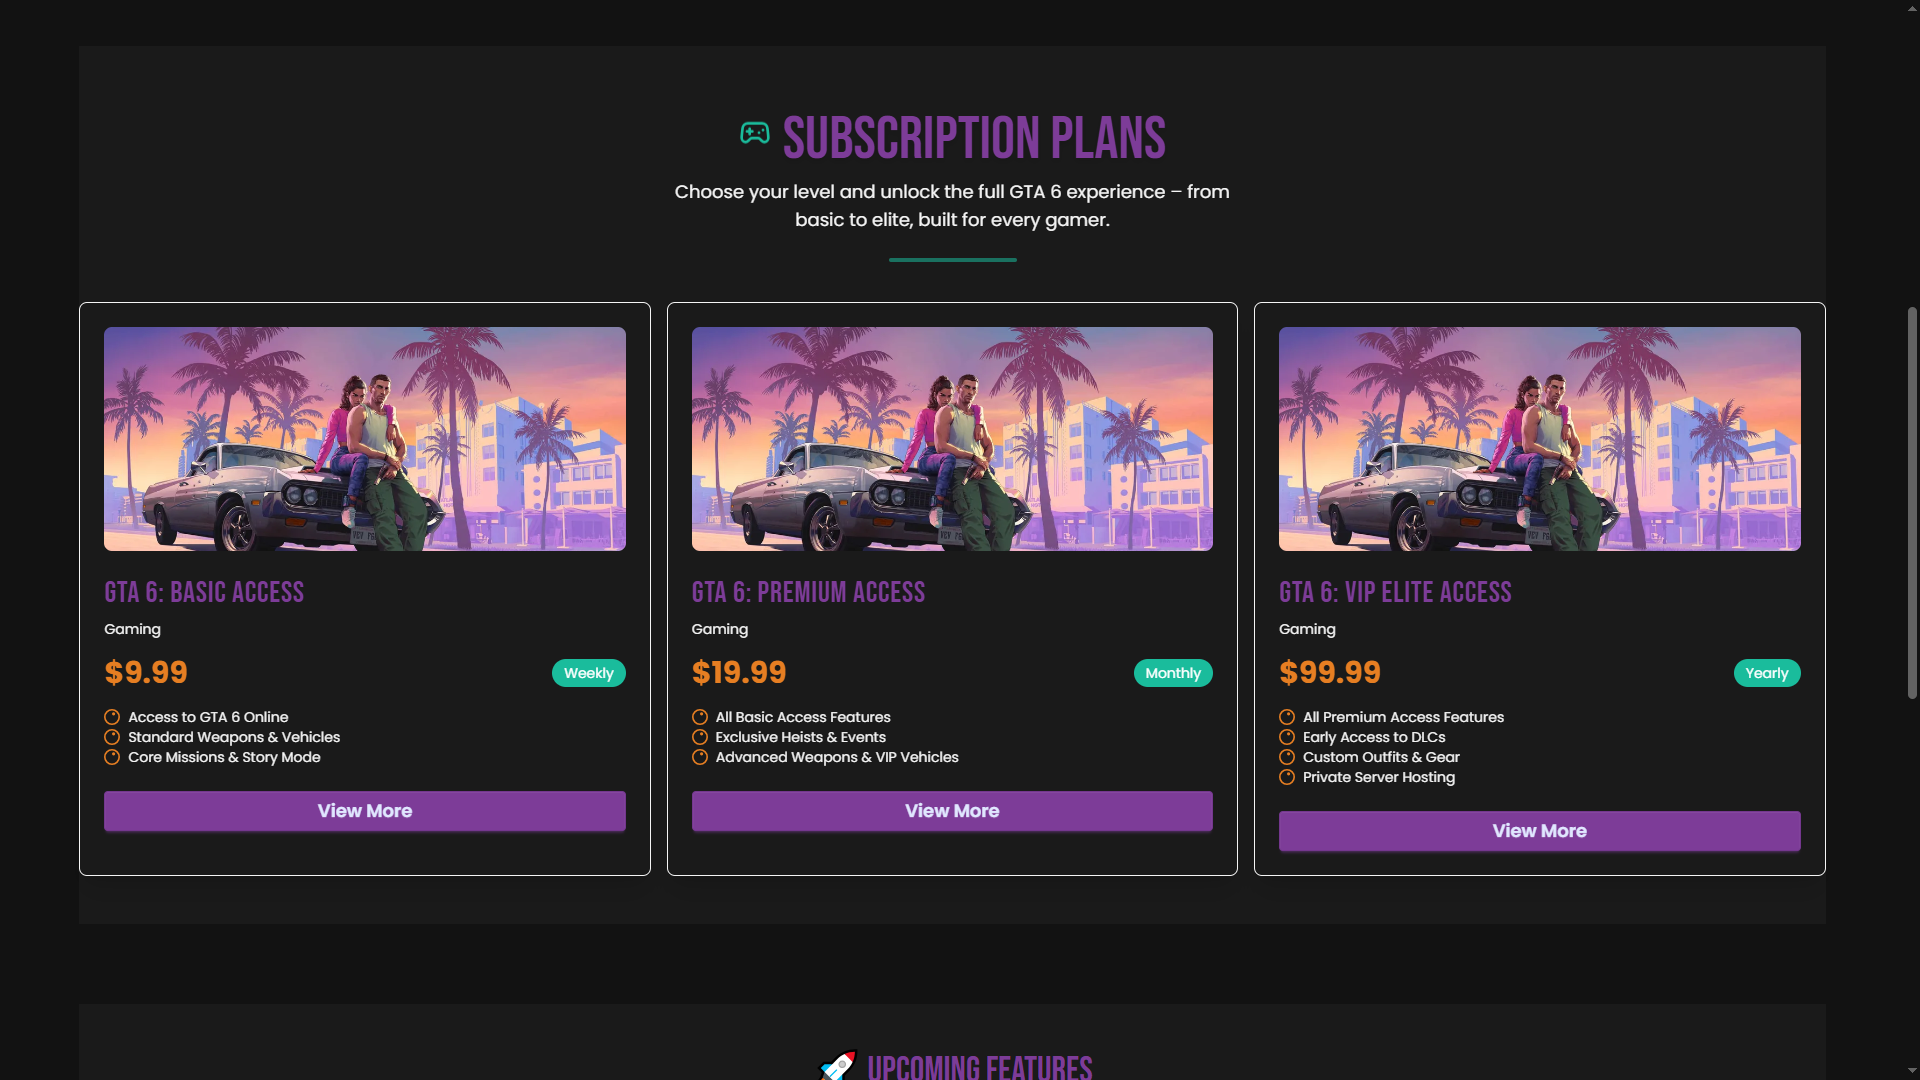 SUBSCRIPTION PLANS
Choose your level and unlock the full GTA 6 experience – from
basic to elite, built for every gamer.
GTA 6: BASIC ACCESS
Gaming
$9.99
Weekly
Access to GTA 6 Online
Standard Weapons & Vehicles
Core Missions & Story Mode
View More
GTA 6: PREMIUM ACCESS
Gaming
$19.99
Monthly
All Basic Access Features
Exclusive Heists & Events
Advanced Weapons & VIP Vehicles
View More
GTA 6: VIP ELITE ACCESS
Gaming
$99.99
Yearly
All Premium Access Features
Early Access to DLCs
Custom Outfits & Gear
Private Server Hosting
View More
UPCOMING FEATURES